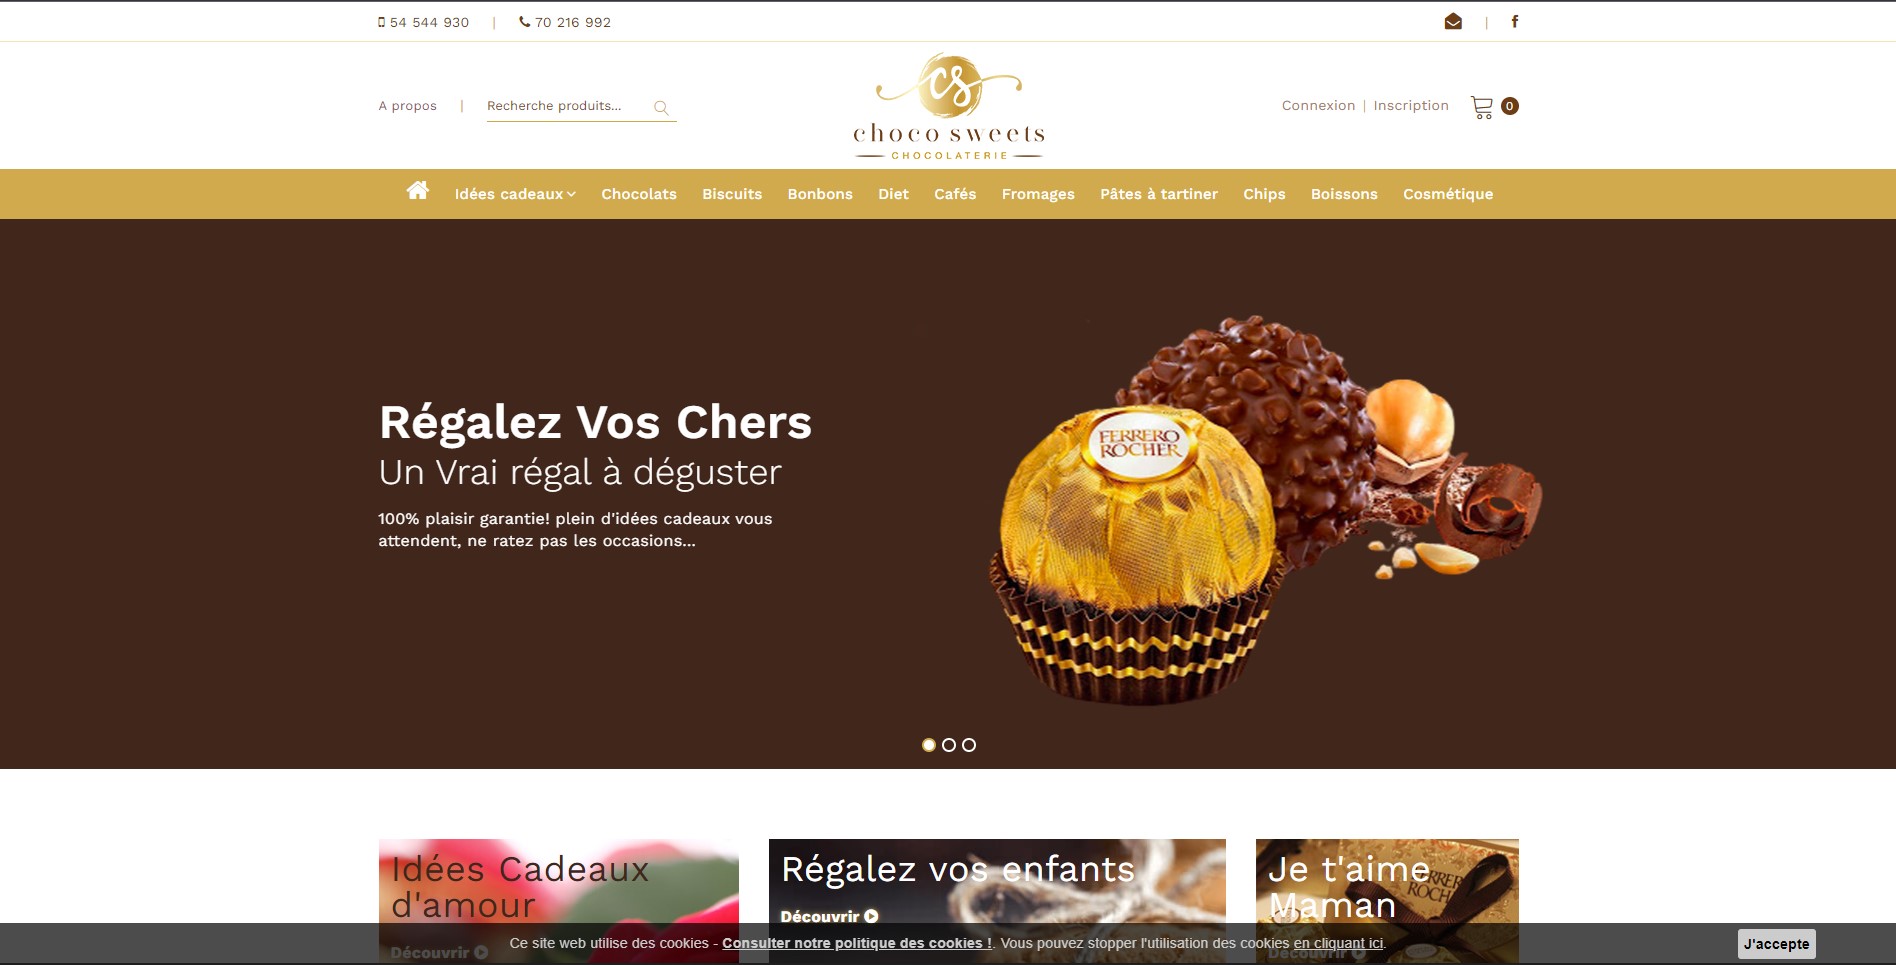 54 544 930 | 70 216 992 | f
A propos | Recherche produits...
cs
choco sweets
CHOCOLATERIE
Connexion | Inscription 0
Idées cadeaux Chocolats Biscuits Bonbons Diet Cafés Fromages Pâtes à tartiner Chips Boissons Cosmétique
Régalez Vos Chers
Un Vrai régal à déguster
100% plaisir garantie! plein d'idées cadeaux vous
attendent, ne ratez pas les occasions...
FERRERO
ROCHER
Idées Cadeaux
d'amour
Découvrir
Régalez vos enfants
Découvrir
Je t'aime
Maman
Découvrir
Ce site web utilise des cookies - Consulter notre politique des cookies !. Vous pouvez stopper l'utilisation des cookies en cliquant ici.
J'accepte